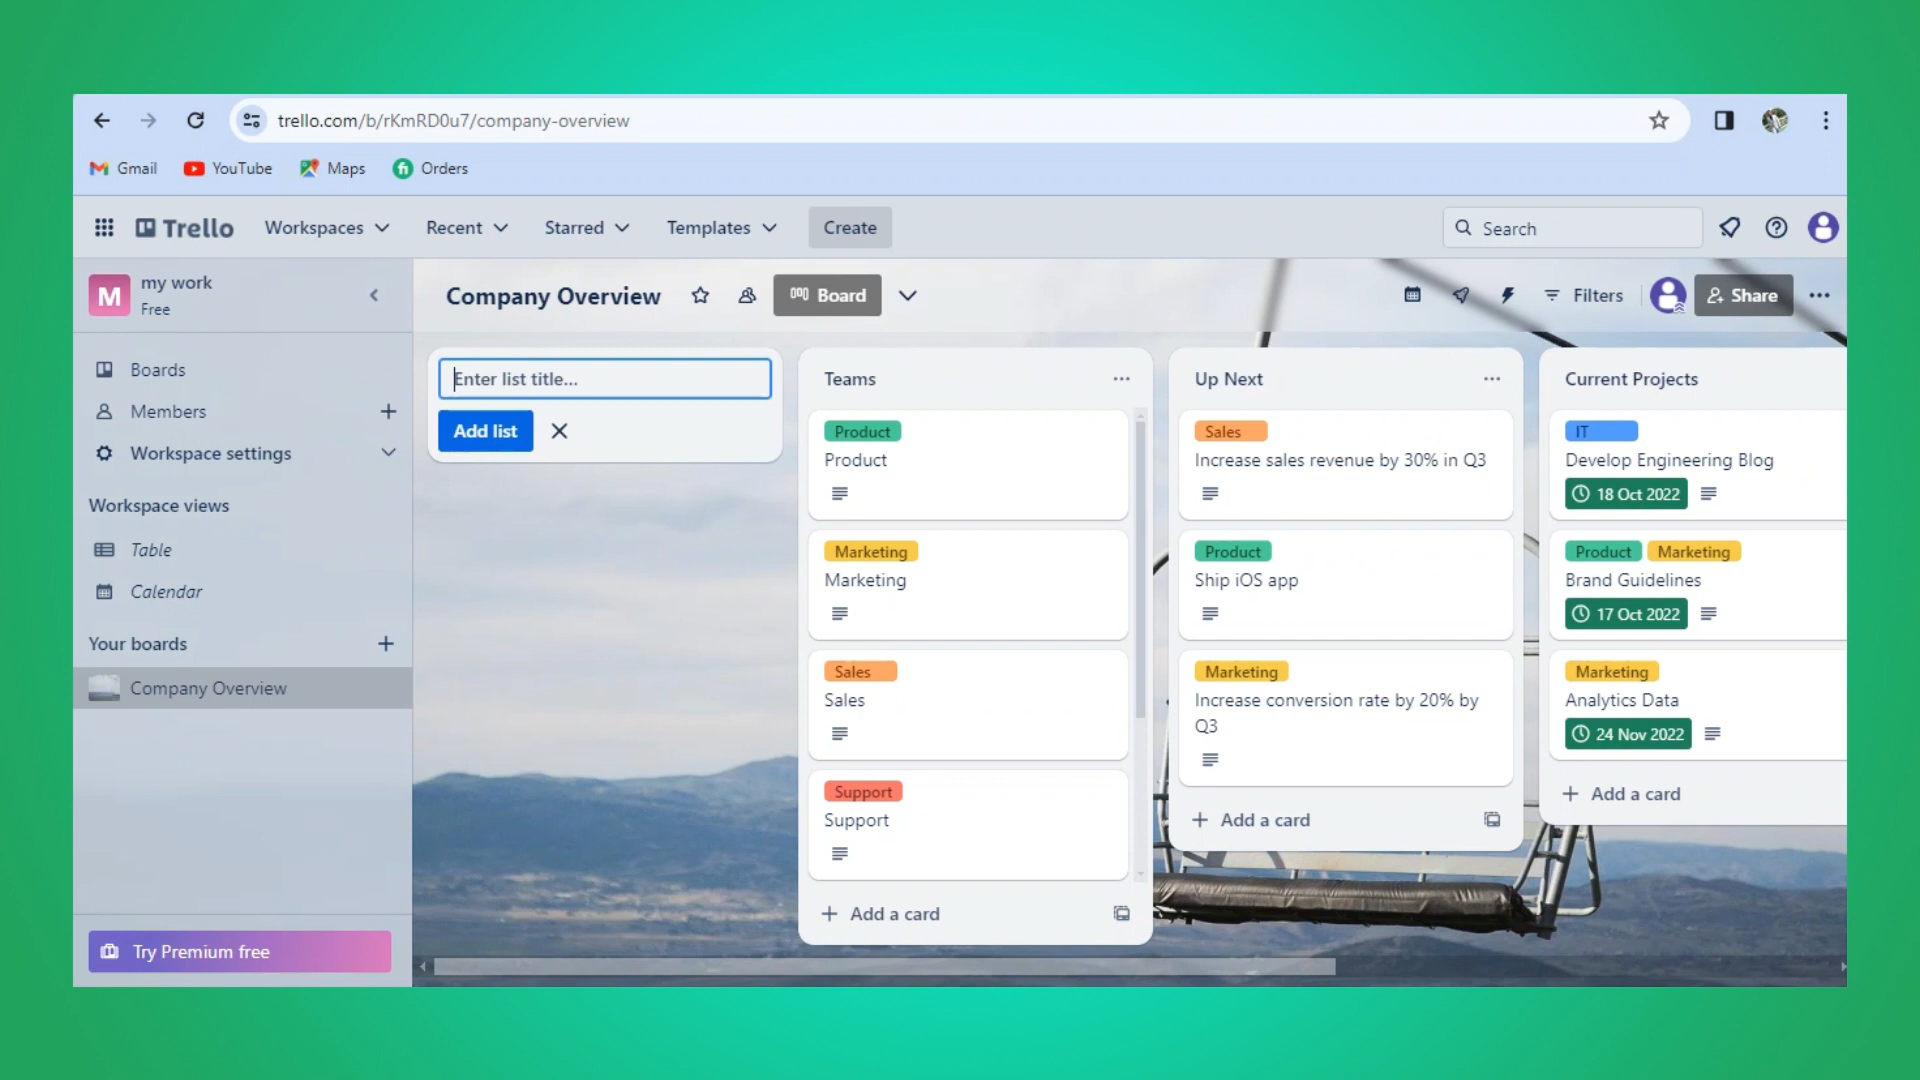 trello.com/b/rKmRD0u7/company-overview
Gmail YouTube Maps Orders
Trello Workspaces Recent Starred Templates Create Search
M my work
Free
Company Overview Board Filters Share
Boards
Members
Workspace settings
Workspace views
Table
Calendar
Your boards
Company Overview
Try Premium free
Enter list title...
Add list
Teams
Product
Product
Marketing
Marketing
Sales
Sales
Support
Support
Add a card
Up Next
Sales
Increase sales revenue by 30% in Q3
Product
Ship iOS app
Marketing
Increase conversion rate by 20% by
Q3
Add a card
Current Projects
IT
Develop Engineering Blog
18 Oct 2022
Product Marketing
Brand Guidelines
17 Oct 2022
Marketing
Analytics Data
24 Nov 2022
Add a card